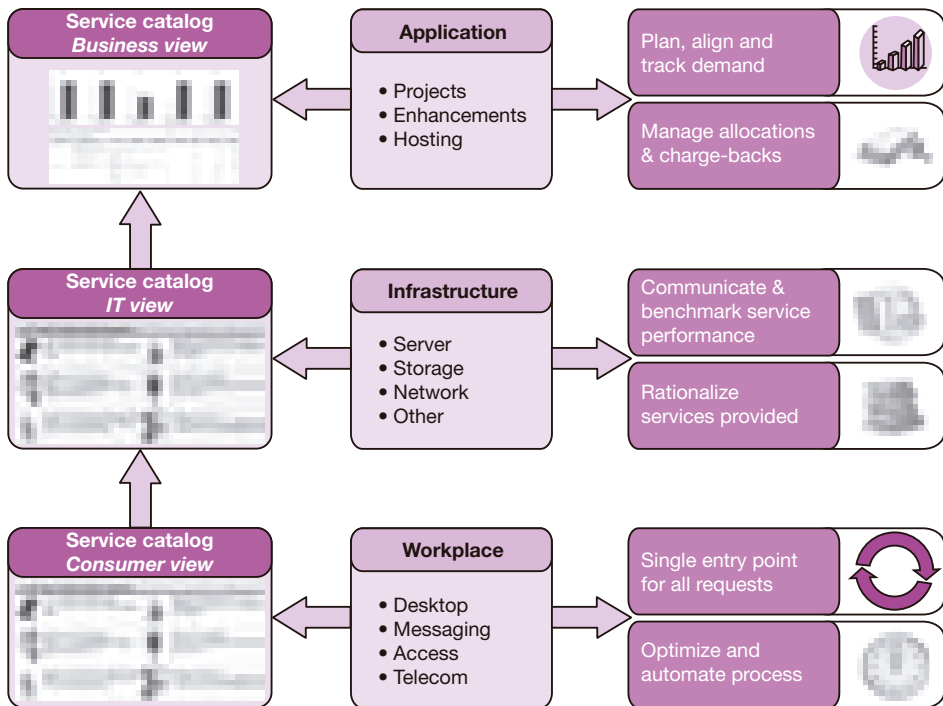 Service catalog
Business view
Application
• Projects
• Enhancements
• Hosting
Plan, align and
track demand
Manage allocations
& charge-backs
Service catalog
IT view
Infrastructure
• Server
• Storage
• Network
• Other
Communicate &
benchmark service
performance
Rationalize
services provided
Service catalog
Consumer view
Workplace
• Desktop
• Messaging
• Access
• Telecom
Single entry point
for all requests
Optimize and
automate process